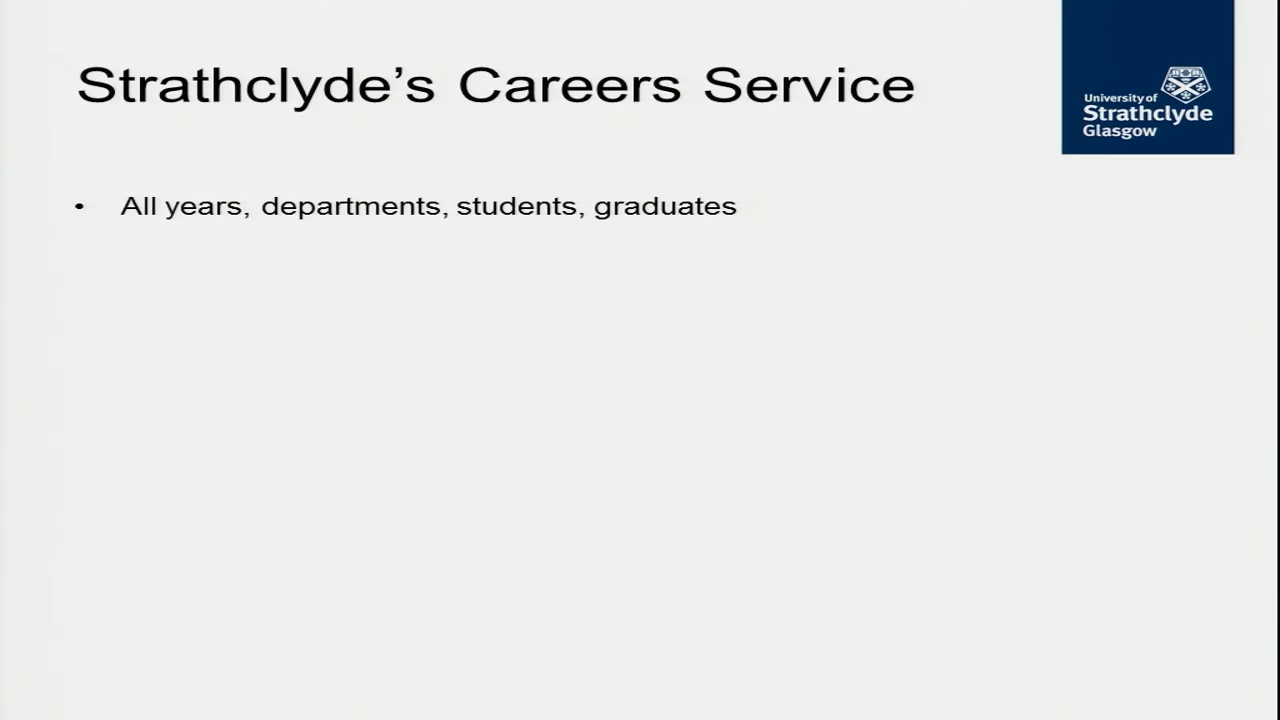 Strathclyde’s Careers Service
University of
Strathclyde
Glasgow
• All years, departments, students, graduates